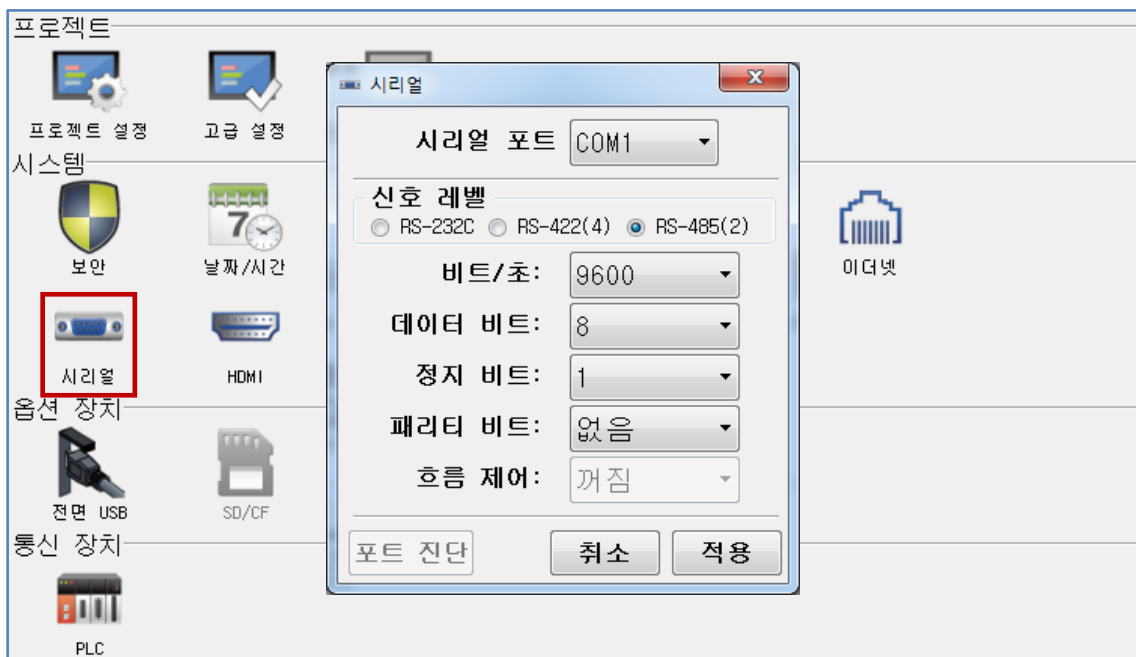 프로젝트
프로젝트 설정
고급 설정
시스템
보안
날짜/시간
7
이더넷
시리얼
HDMI
옵션 장치
전면 USB
SD/CF
통신 장치
PLC
시리얼
시리얼 포트 COM1
신호 레벨
RS-232C RS-422(4) RS-485(2)
비트/초: 9600
데이터 비트: 8
정지 비트: 1
패리티 비트: 없음
흐름 제어: 꺼짐
포트 진단 취소 적용